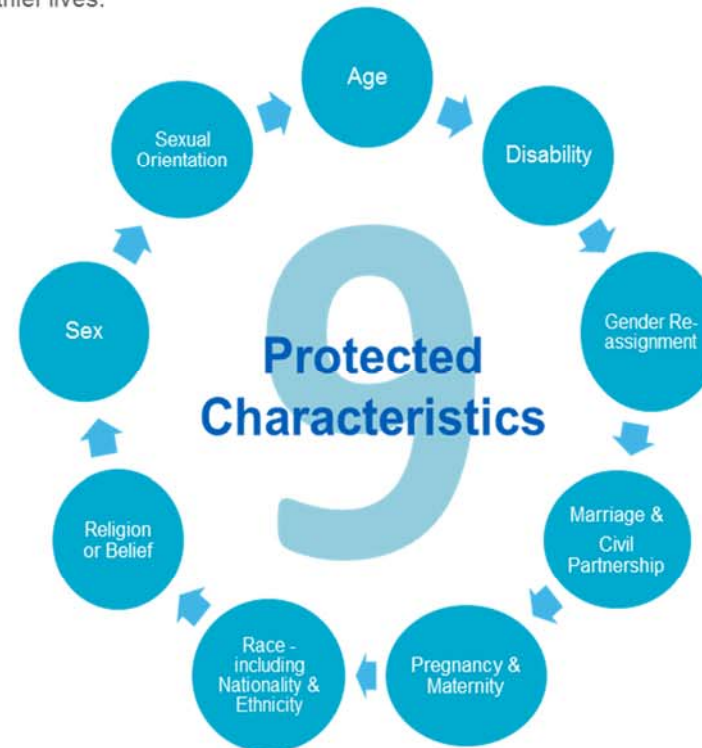 Age
Disability
Gender Re-
assignment
Marriage &
Civil
Partnership
Pregnancy &
Maternity
Race -
including
Nationality &
Ethnicity
Religion
or Belief
Sex
Sexual
Orientation
9
Protected
Characteristics